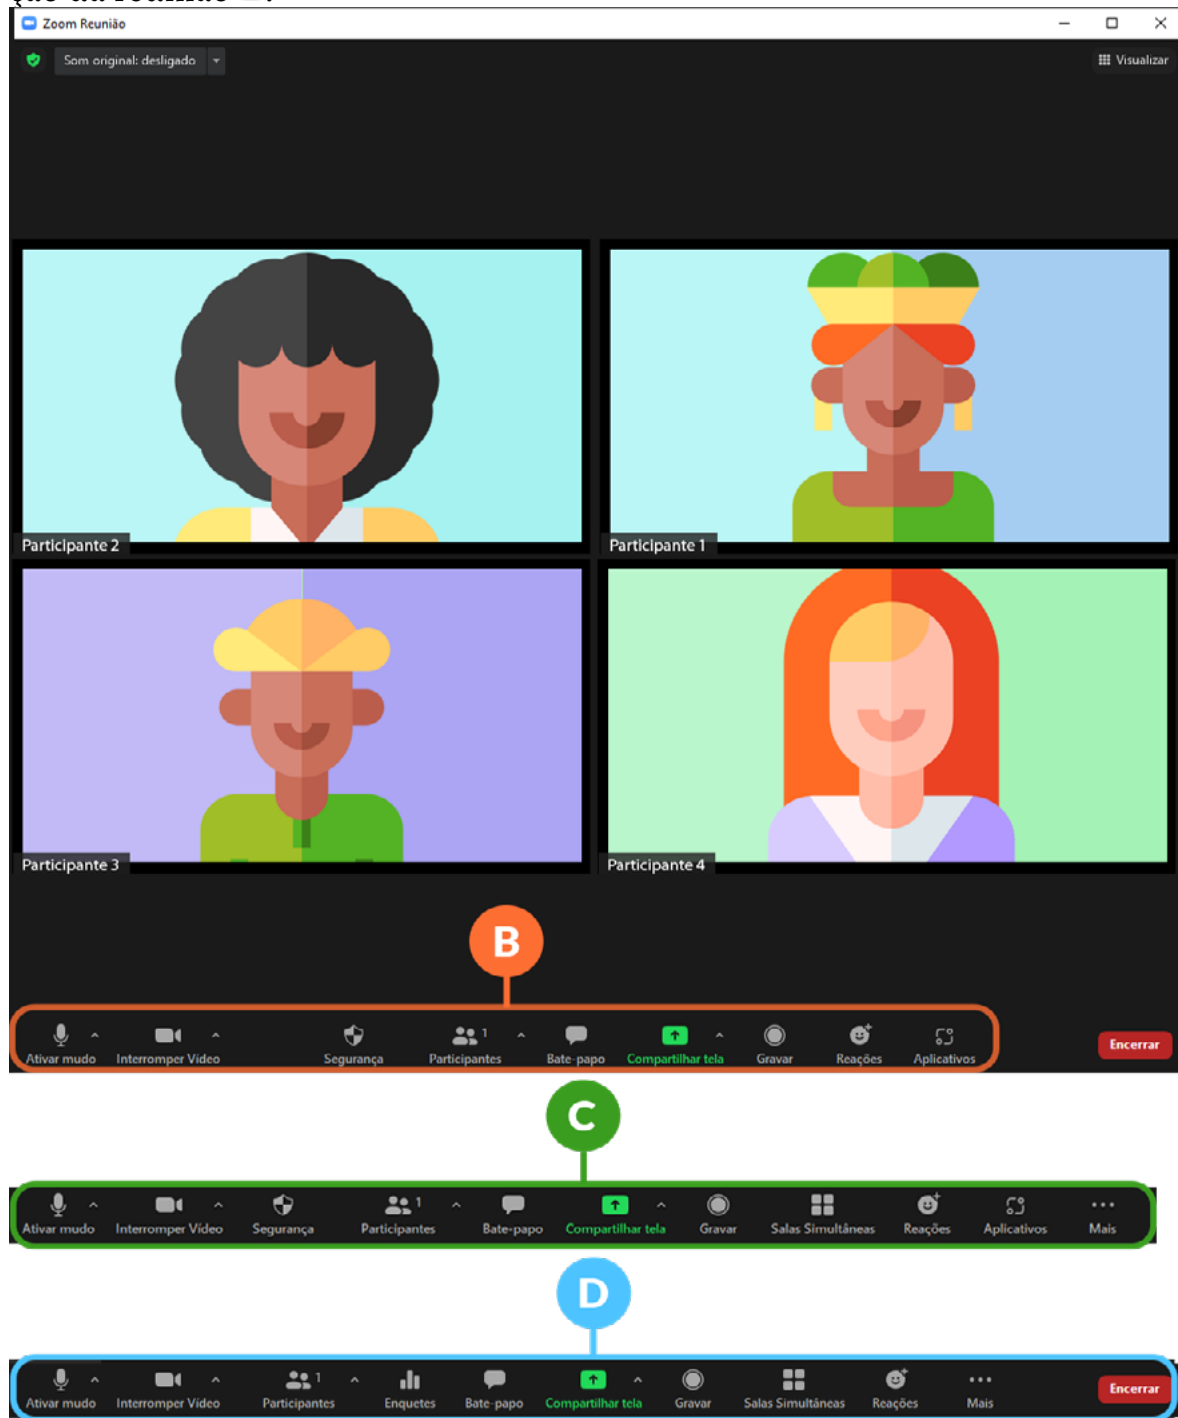 ção da reunião
Zoom Reunião
Som original: desligado
Visualizar
Participante 2
Participante 1
Participante 3
Participante 4
B
1
Ativar mudo Interromper Vídeo Segurança Participantes Bate-papo Compartilhar tela Gravar Reações Aplicativos Encerrar
C
1
Ativar mudo Interromper Vídeo Segurança Participantes Bate-papo Compartilhar tela Gravar Salas Simultâneas Reações Aplicativos Mais
D
1
Ativar mudo Interromper Vídeo Participantes Enquetes Bate-papo Compartilhar tela Gravar Salas Simultâneas Reações Mais Encerrar